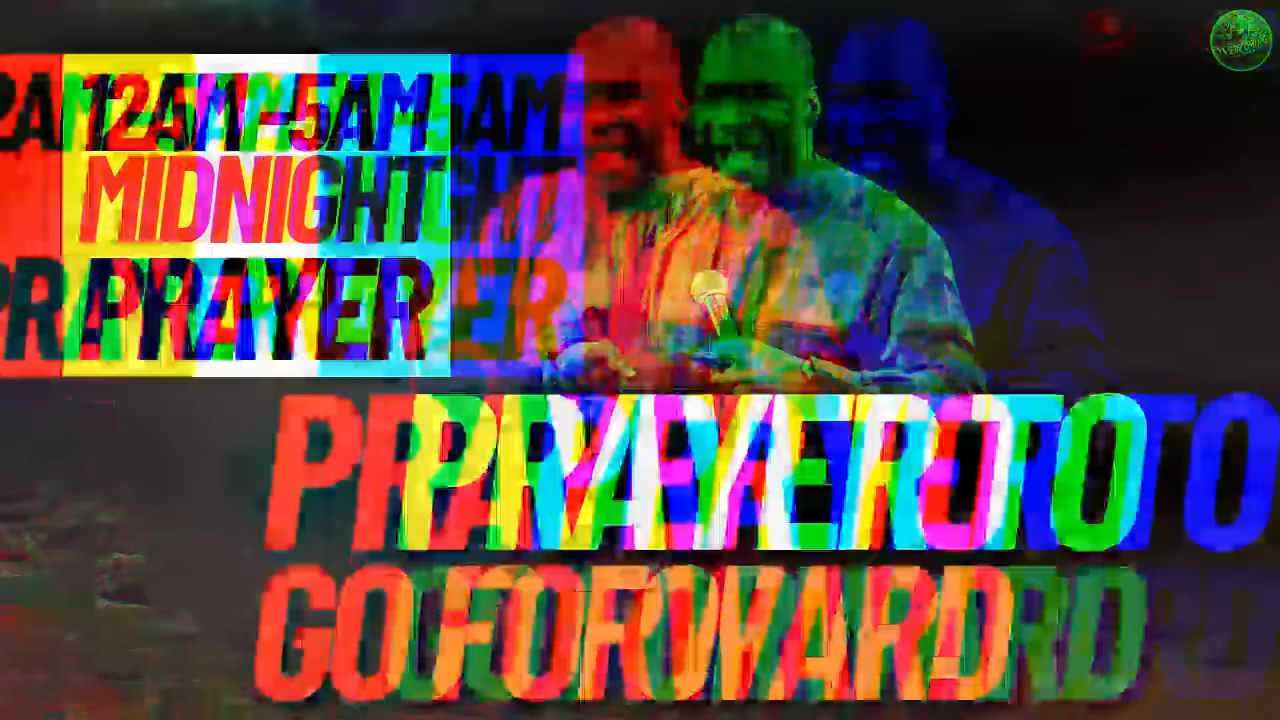 12AM-5AM
MIDNIGHT
PRAYER
PRAYER TO
GO FORWARD